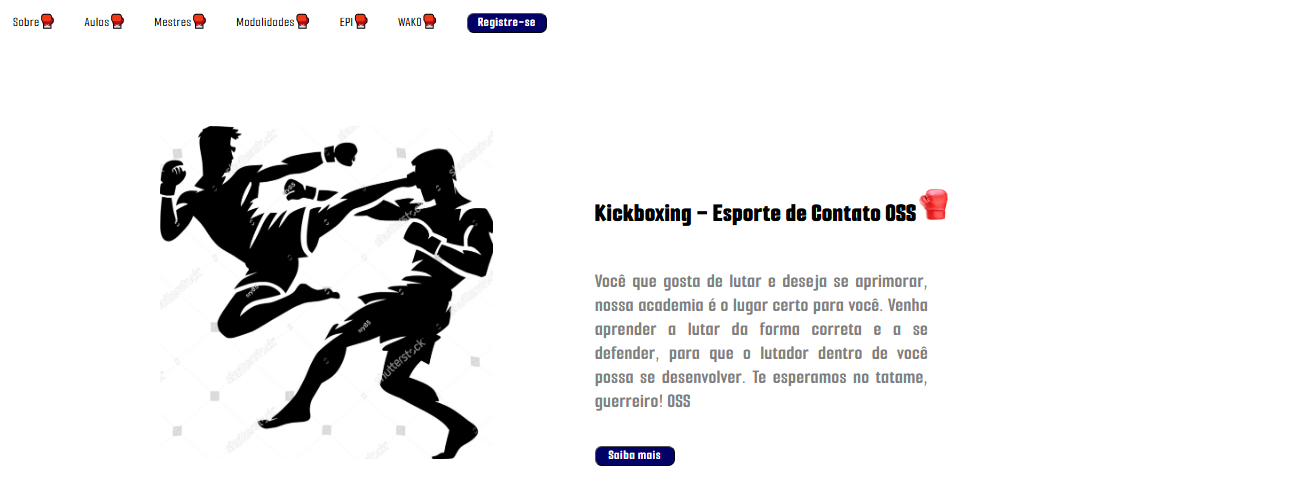 Sobre Aulas Mestres Modalidades EPI WAKO Registre-se
Kickboxing - Esporte de Contato OSS
Você que gosta de lutar e deseja se aprimorar,
nossa academia é o lugar certo para você. Venha
aprender a lutar da forma correta e a se
defender, para que o lutador dentro de você
possa se desenvolver. Te esperamos no tatame,
guerreiro! OSS
Saiba mais
shutterstock